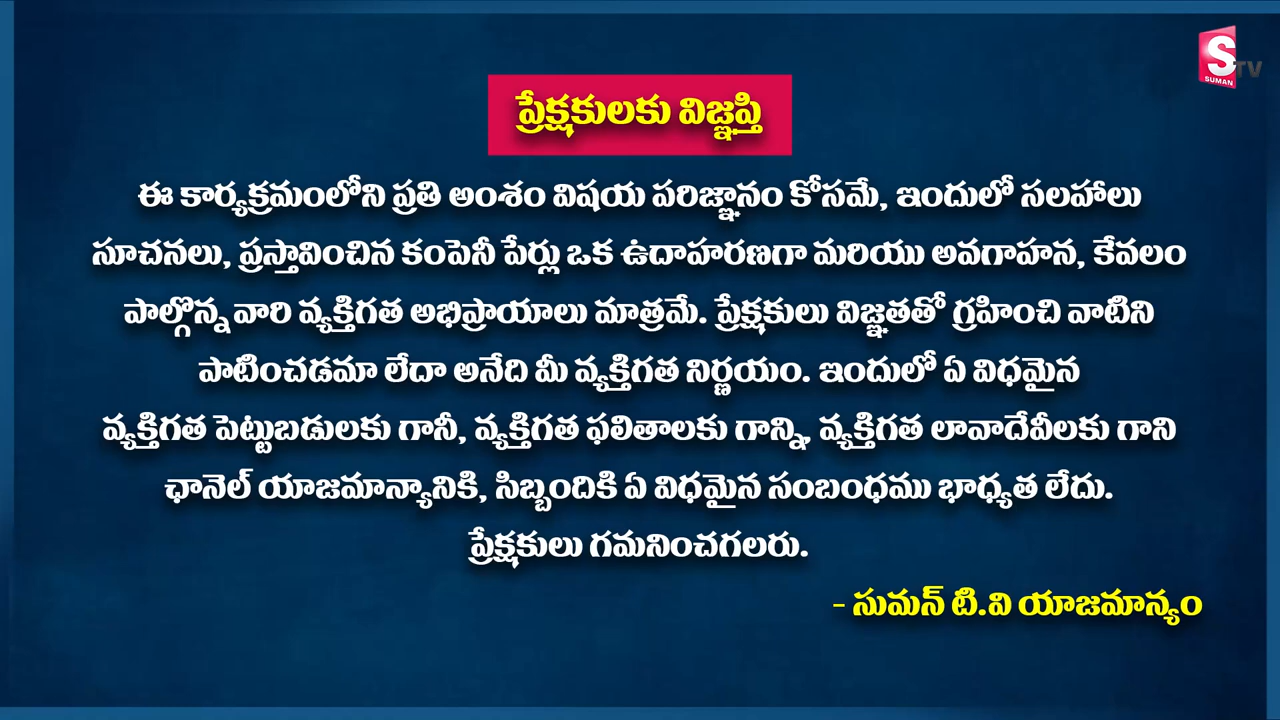 S
TV
SUMAN
ప్రేక్షకులకు విజ్ఞప్తి
ఈ కార్యక్రమంలోని ప్రతి అంశం విషయ పరిజ్ఞానం కోసమే, ఇందులో సలహాలు
సూచనలు, ప్రస్తావించిన కంపెనీ పేర్లు ఒక ఉదాహరణగా మరియు అవగాహన, కేవలం
పాల్గొన్న వారి వ్యక్తిగత అభిప్రాయాలు మాత్రమే. ప్రేక్షకులు విజ్ఞతతో గ్రహించి వాటిని
పాటించడమా లేదా అనేది మీ వ్యక్తిగత నిర్ణయం. ఇందులో ఏ విధమైన
వ్యక్తిగత పెట్టుబడులకు గానీ, వ్యక్తిగత ఫలితాలకు గాన్ని, వ్యక్తిగత లావాదేవీలకు గాని
ఛానెల్ యాజమాన్యానికి, సిబ్బందికి ఏ విధమైన సంబంధము భాధ్యత లేదు.
ప్రేక్షకులు గమనించగలరు.
- సుమన్ టి.వి యాజమాన్యం